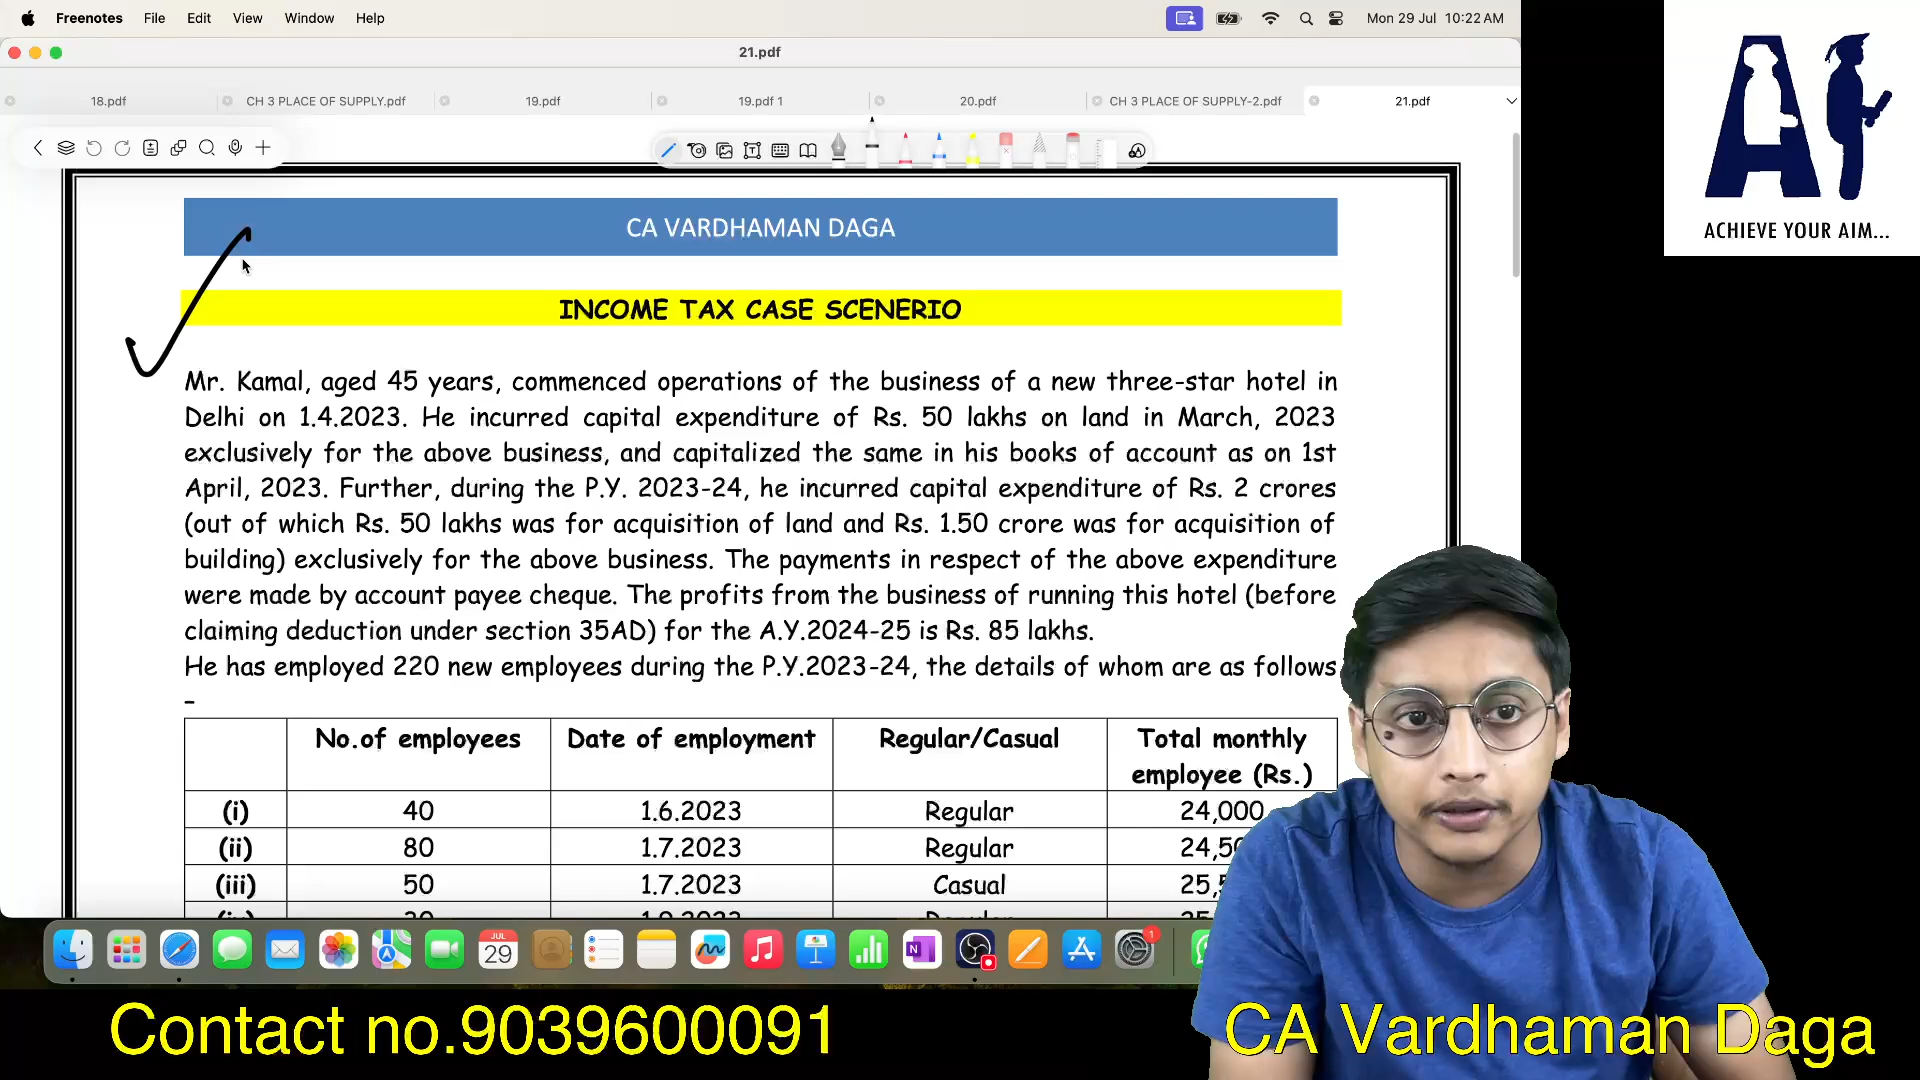 Freenotes File Edit View Window Help Mon 29 Jul 10:22 AM
21.pdf
18.pdf CH 3 PLACE OF SUPPLY.pdf 19.pdf 19.pdf 1 20.pdf CH 3 PLACE OF SUPPLY-2.pdf 21.pdf
ACHIEVE YOUR AIM...
CA VARDHAMAN DAGA
INCOME TAX CASE SCENERIO
Mr. Kamal, aged 45 years, commenced operations of the business of a new three-star hotel in
Delhi on 1.4.2023. He incurred capital expenditure of Rs. 50 lakhs on land in March, 2023
exclusively for the above business, and capitalized the same in his books of account as on 1st
April, 2023. Further, during the P.Y. 2023-24, he incurred capital expenditure of Rs. 2 crores
(out of which Rs. 50 lakhs was for acquisition of land and Rs. 1.50 crore was for acquisition of
building) exclusively for the above business. The payments in respect of the above expenditure
were made by account payee cheque. The profits from the business of running this hotel (before
claiming deduction under section 35AD) for the A.Y.2024-25 is Rs. 85 lakhs.
He has employed 220 new employees during the P.Y.2023-24, the details of whom are as follows
–
No.of employees Date of employment Regular/Casual Total monthly
employee (Rs.)
(i) 40 1.6.2023 Regular 24,000
(ii) 80 1.7.2023 Regular
(iii) 50 1.7.2023 Casual
JUL
29
1
Contact no.9039600091 CA Vardhaman Daga